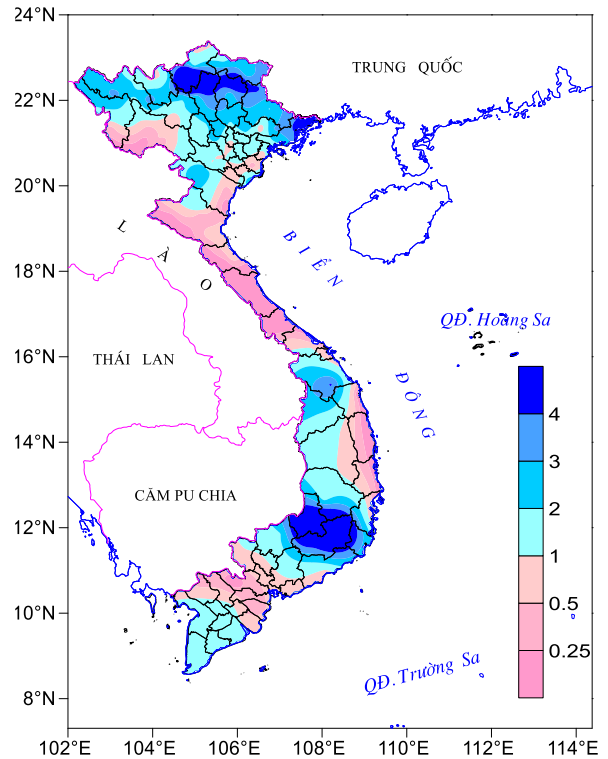 24°N
TRUNG QUỐC
22°N
20°N
L À O
BIỂN
18°N
QĐ. Hoàng Sa
16°N
THÁI LAN
ĐÔNG
4
14°N
3
CĂM PU CHIA
2
12°N
1
0.5
10°N
0.25
QĐ. Trường Sa
8°N
102°E 104°E 106°E 108°E 110°E 112°E 114°E